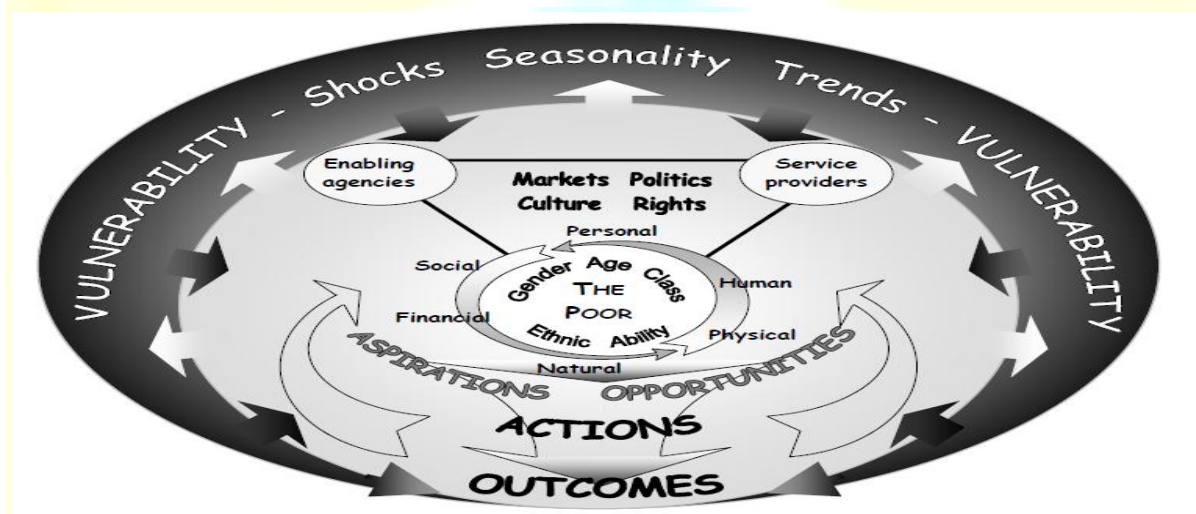 VULNERABILITY - Shocks Seasonality Trends - VULNERABILITY
Enabling
agencies
Service
providers
Markets Politics
Culture Rights
Personal
Social
Human
Financial
Physical
Natural
Gender Age Class
THE
POOR
Ethnic Ability
ASPIRATIONS
OPPORTUNITIES
ACTIONS
OUTCOMES